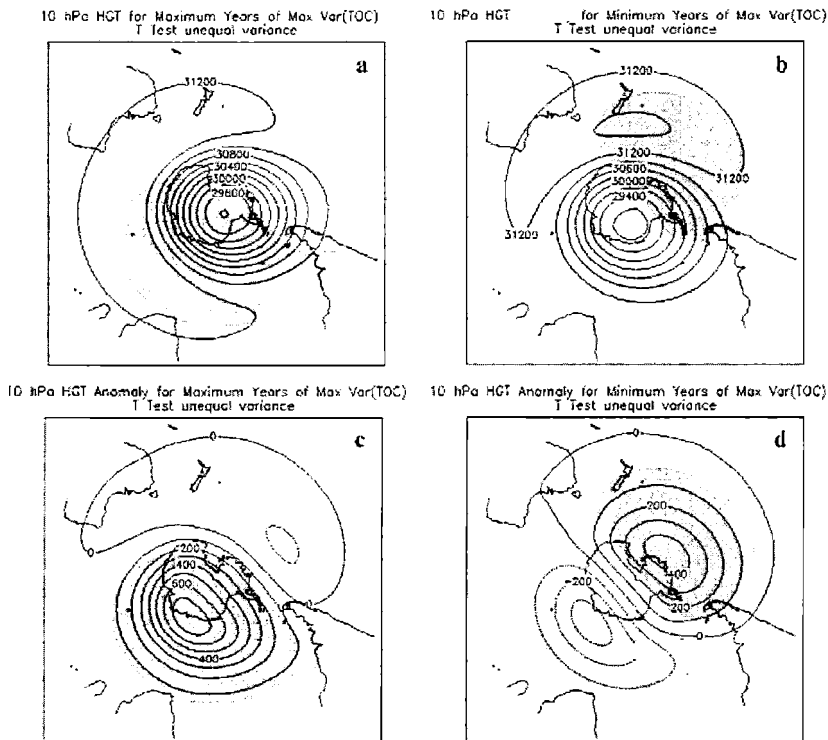 10 hPa HGT for Maximum Years of Max Var(TOC)
T Test unequal variance
a
31200
30800
30400
30000
29600
10 hPa HGT for Minimum Years of Max Var(TOC)
T Test unequal variance
b
31200
31200
30600
30000
29400
31200
31200
10 hPa HGT Anomaly for Maximum Years of Max Var(TOC)
T Test unequal variance
c
0
0
200
400
600
400
10 hPa HGT Anomaly for Minimum Years of Max Var(TOC)
T Test unequal variance
d
0
200
-200
200
0